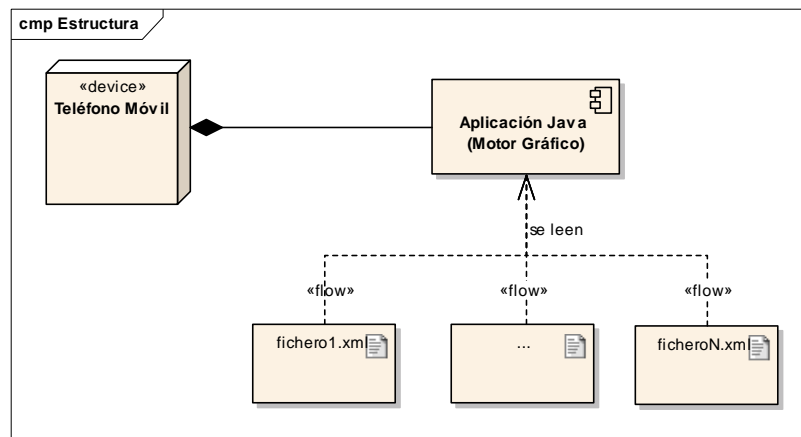 cmp Estructura
«device»
Teléfono Móvil
Aplicación Java
(Motor Gráfico)
se leen
«flow»
«flow»
«flow»
fichero1.xml
...
ficheroN.xml